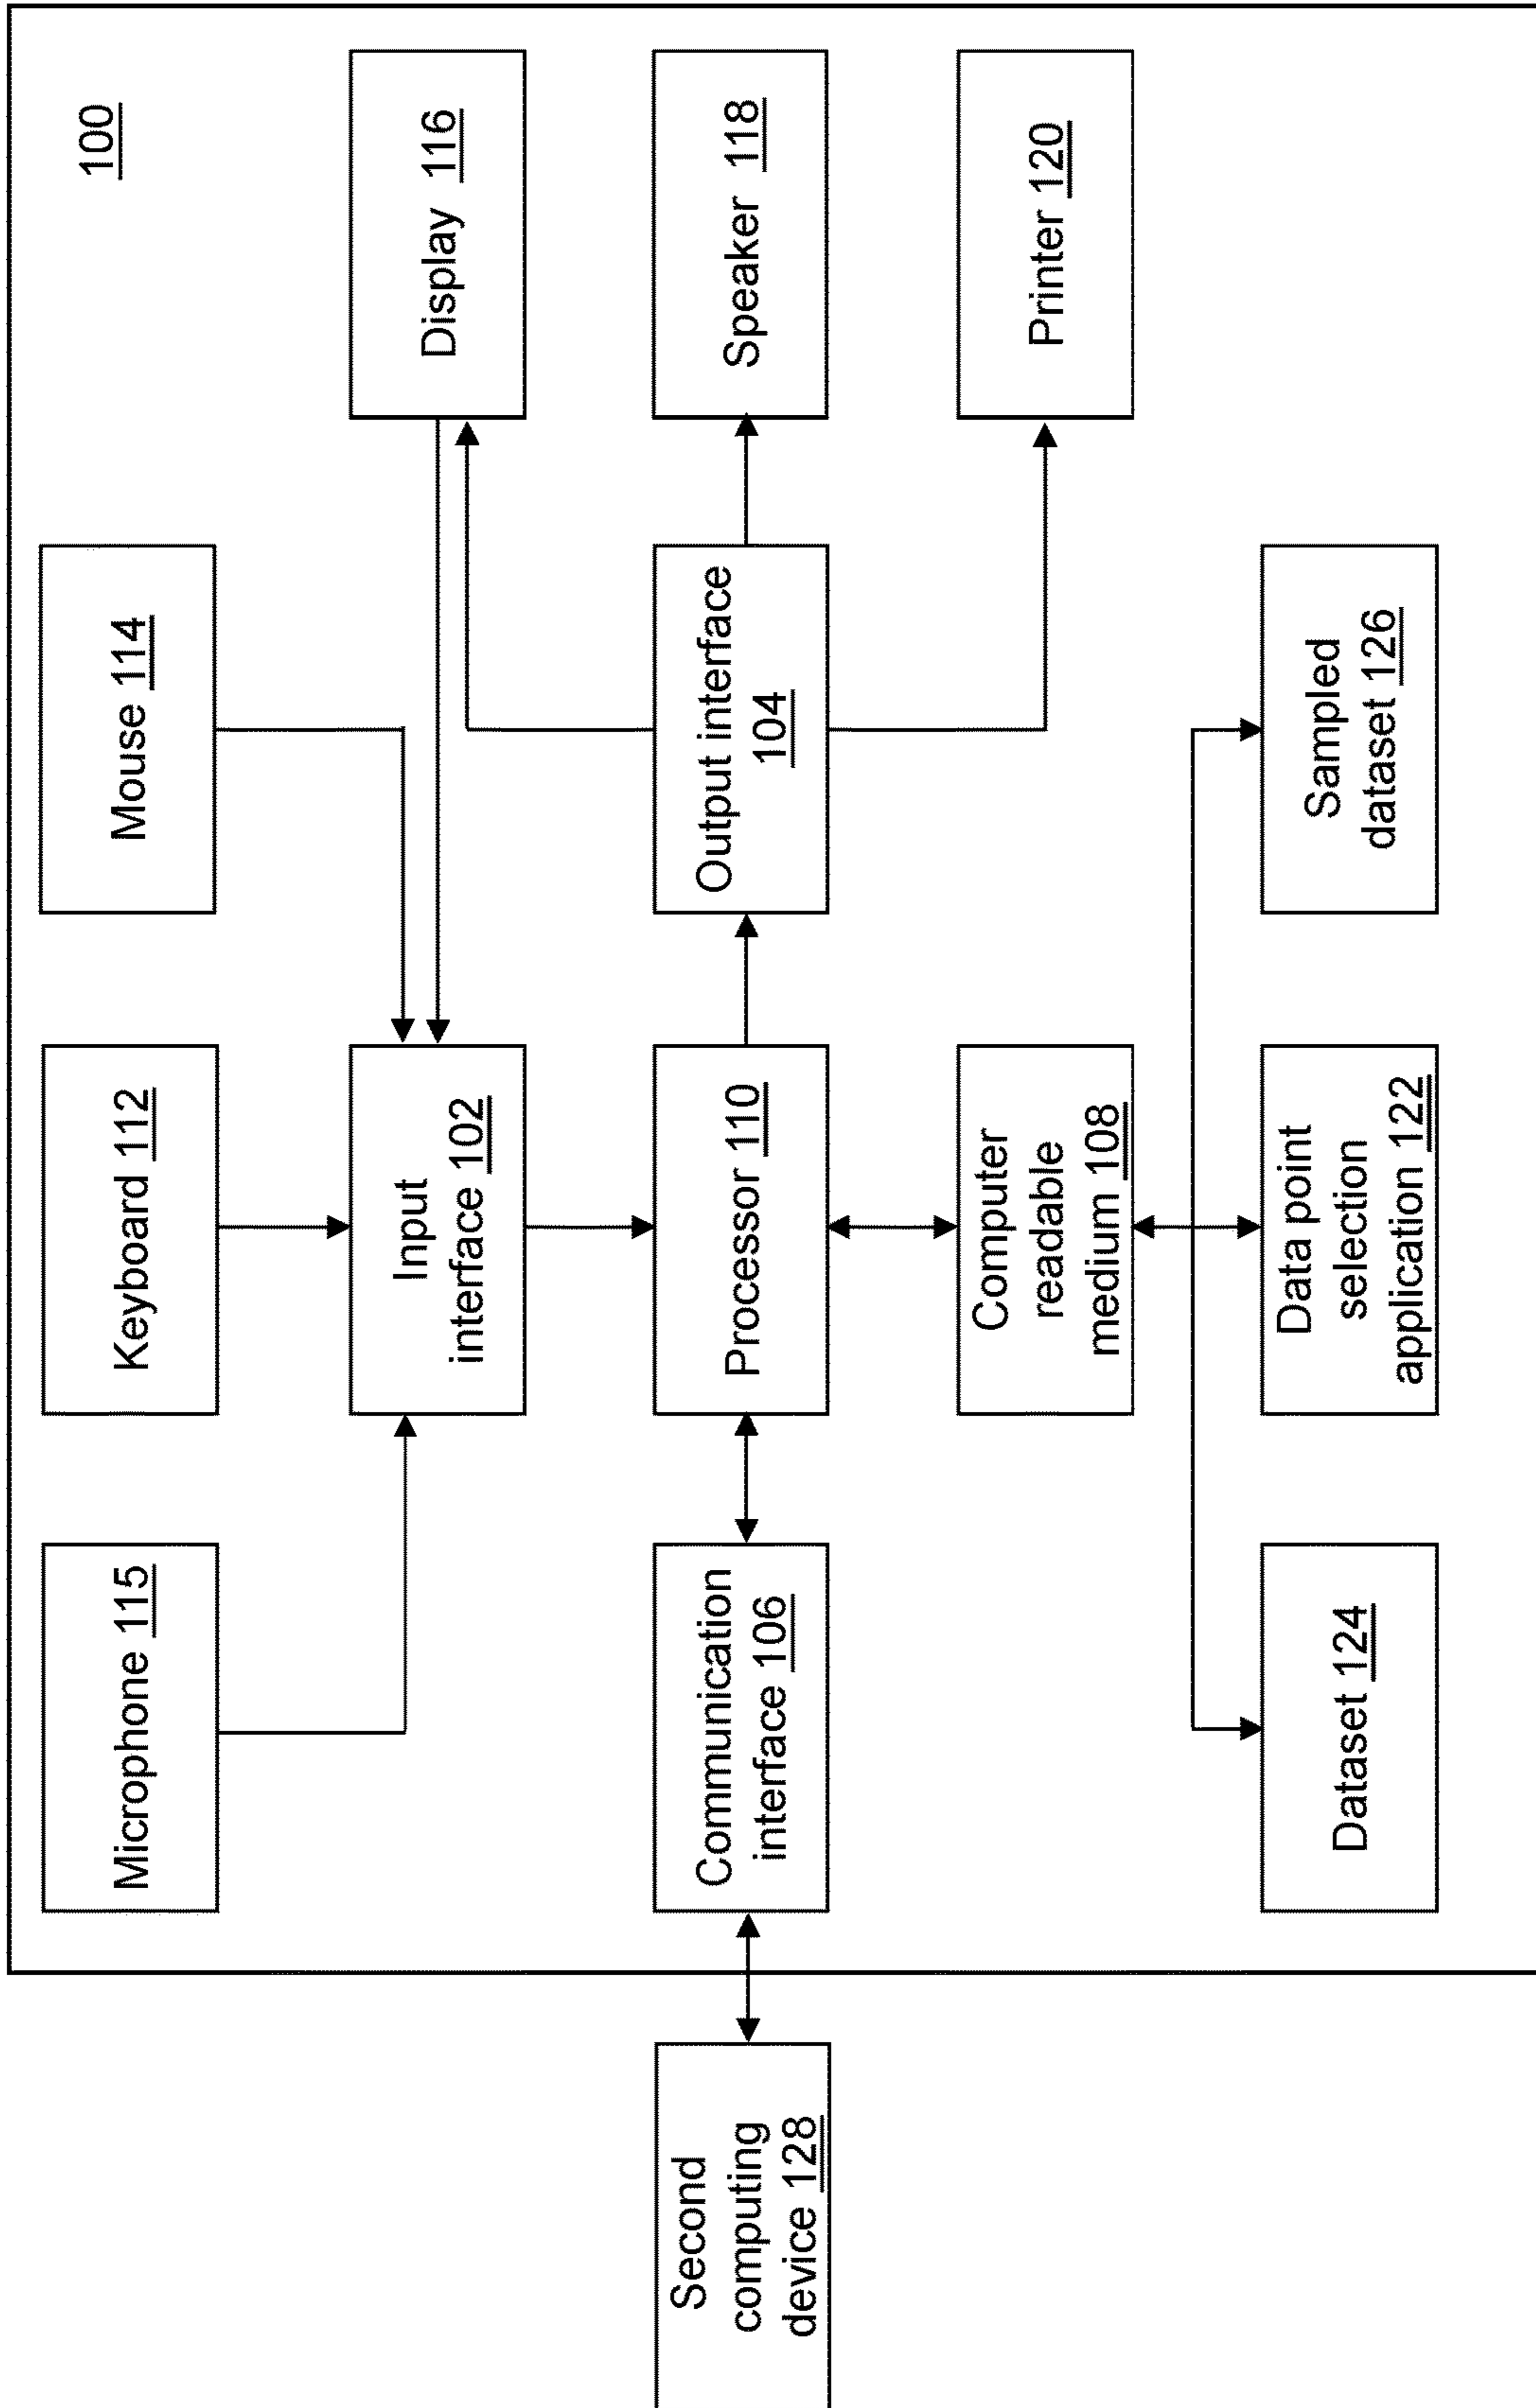 100
Microphone 115
Keyboard 112
Mouse 114
Input
interface 102
Display 116
Second
computing
device 128
Communication
interface 106
Processor 110
Output interface
104
Speaker 118
Computer
readable
medium 108
Printer 120
Dataset 124
Data point
selection
application 122
Sampled
dataset 126